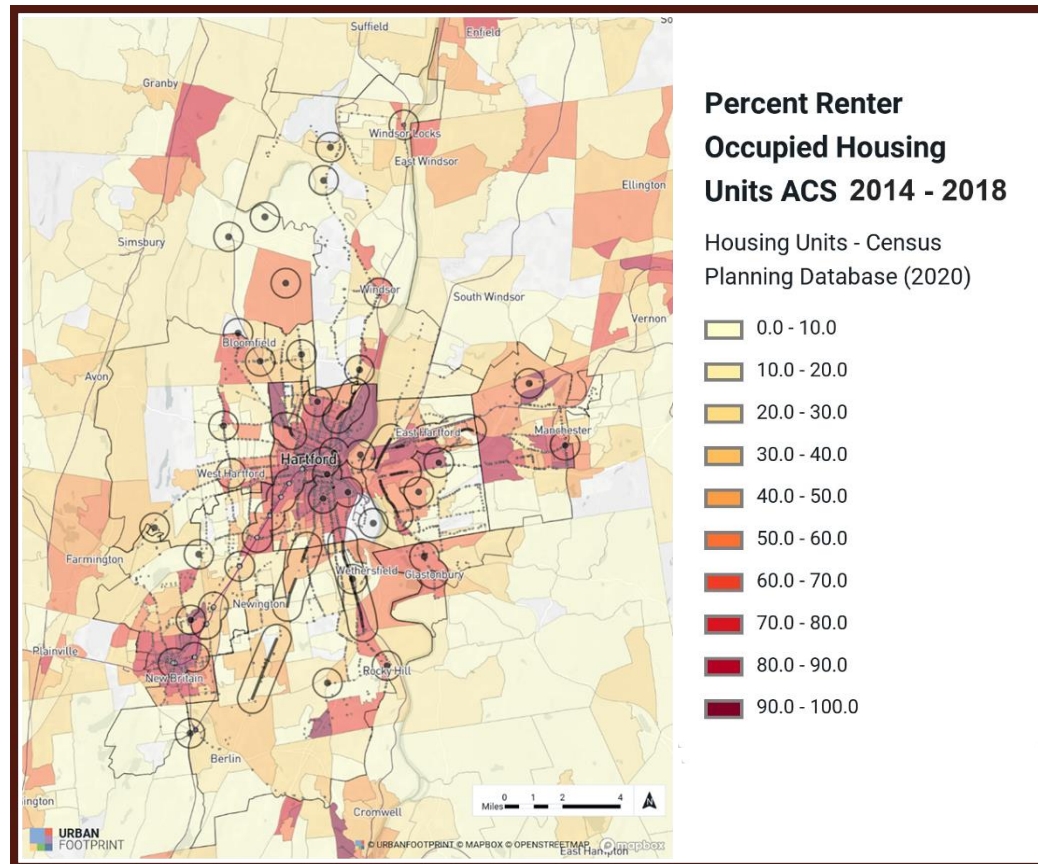 Suffield
Enfield
So
Granby
Windsor Locks
East Windsor
Ellington
Simsbury
Windsor
South Windsor
Vernon
Bloomfield
Avon
East Hartford
Manchester
Hartford
West Hartford
Farmington
Wethersfield
Glastonbury
Newington
Plainville
Rocky Hill
New Britain
Berlin
ington
Cromwell
East Hampton
Miles 0 1 2 4
N
URBAN
FOOTPRINT
© URBANFOOTPRINT © MAPBOX © OPENSTREETMAP
mapbox
Percent Renter
Occupied Housing
Units ACS 2014 - 2018
Housing Units - Census
Planning Database (2020)
0.0 - 10.0
10.0 - 20.0
20.0 - 30.0
30.0 - 40.0
40.0 - 50.0
50.0 - 60.0
60.0 - 70.0
70.0 - 80.0
80.0 - 90.0
90.0 - 100.0